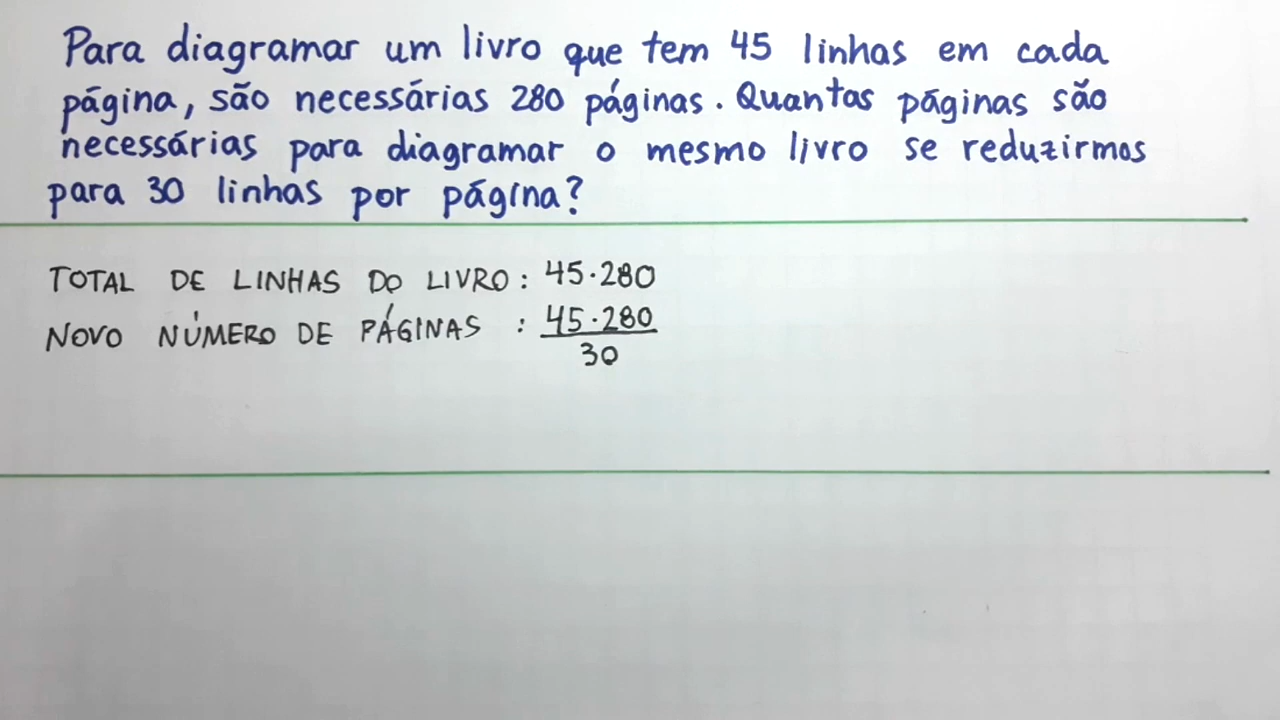 Para diagramar um livro que tem 45 linhas em cada
página, são necessárias 280 páginas. Quantas páginas são
necessárias para diagramar o mesmo livro se reduzirmos
para 30 linhas por página?
TOTAL DE LINHAS DO LIVRO: 45·280
NOVO NÚMERO DE PÁGINAS : 45·280
30